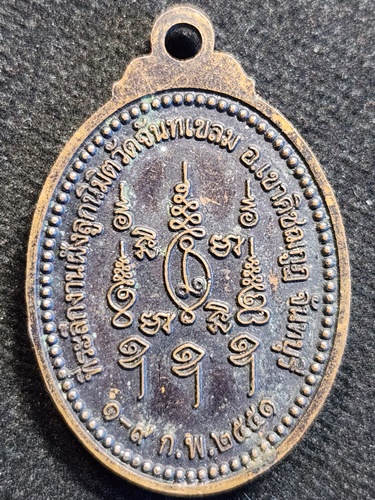 ที่ระลึกงานผังลูกนิมิตวัดจันทเขลม อ.เขาคิชฌกูฏ จันทบุรี
๑-๙ ก.พ.๒๕๕๑